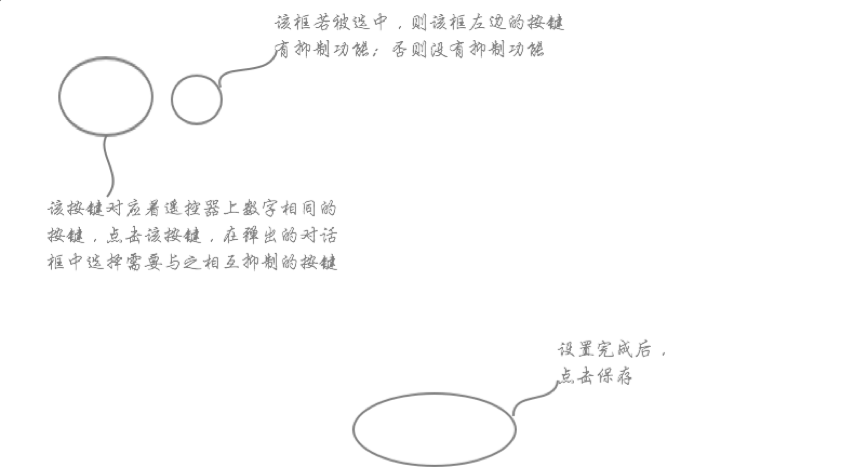 该框若被选中，则该框左边的按键
有抑制功能；否则没有抑制功能
该按键对应着遥控器上数字相同的
按键，点击该按键，在弹出的对话
框中选择需要与之相互抑制的按键
设置完成后，
点击保存